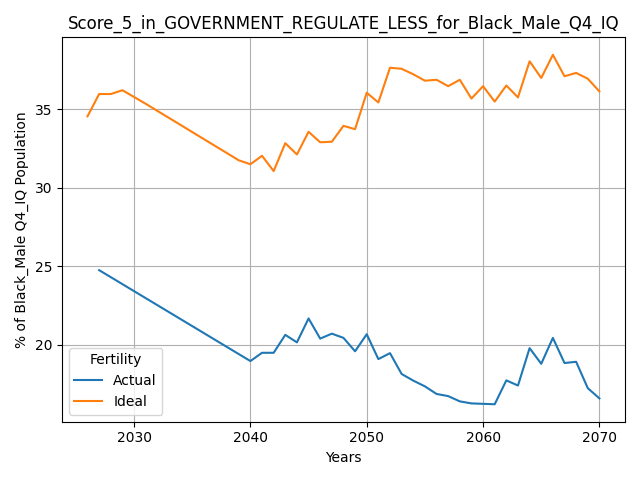 Score_5_in_GOVERNMENT_REGULATE_LESS_for_Black_Male_Q4_IQ
% of Black_Male Q4_IQ Population
35
30
25
20
Fertility
Actual
Ideal
2030
2040
2050
2060
2070
Years